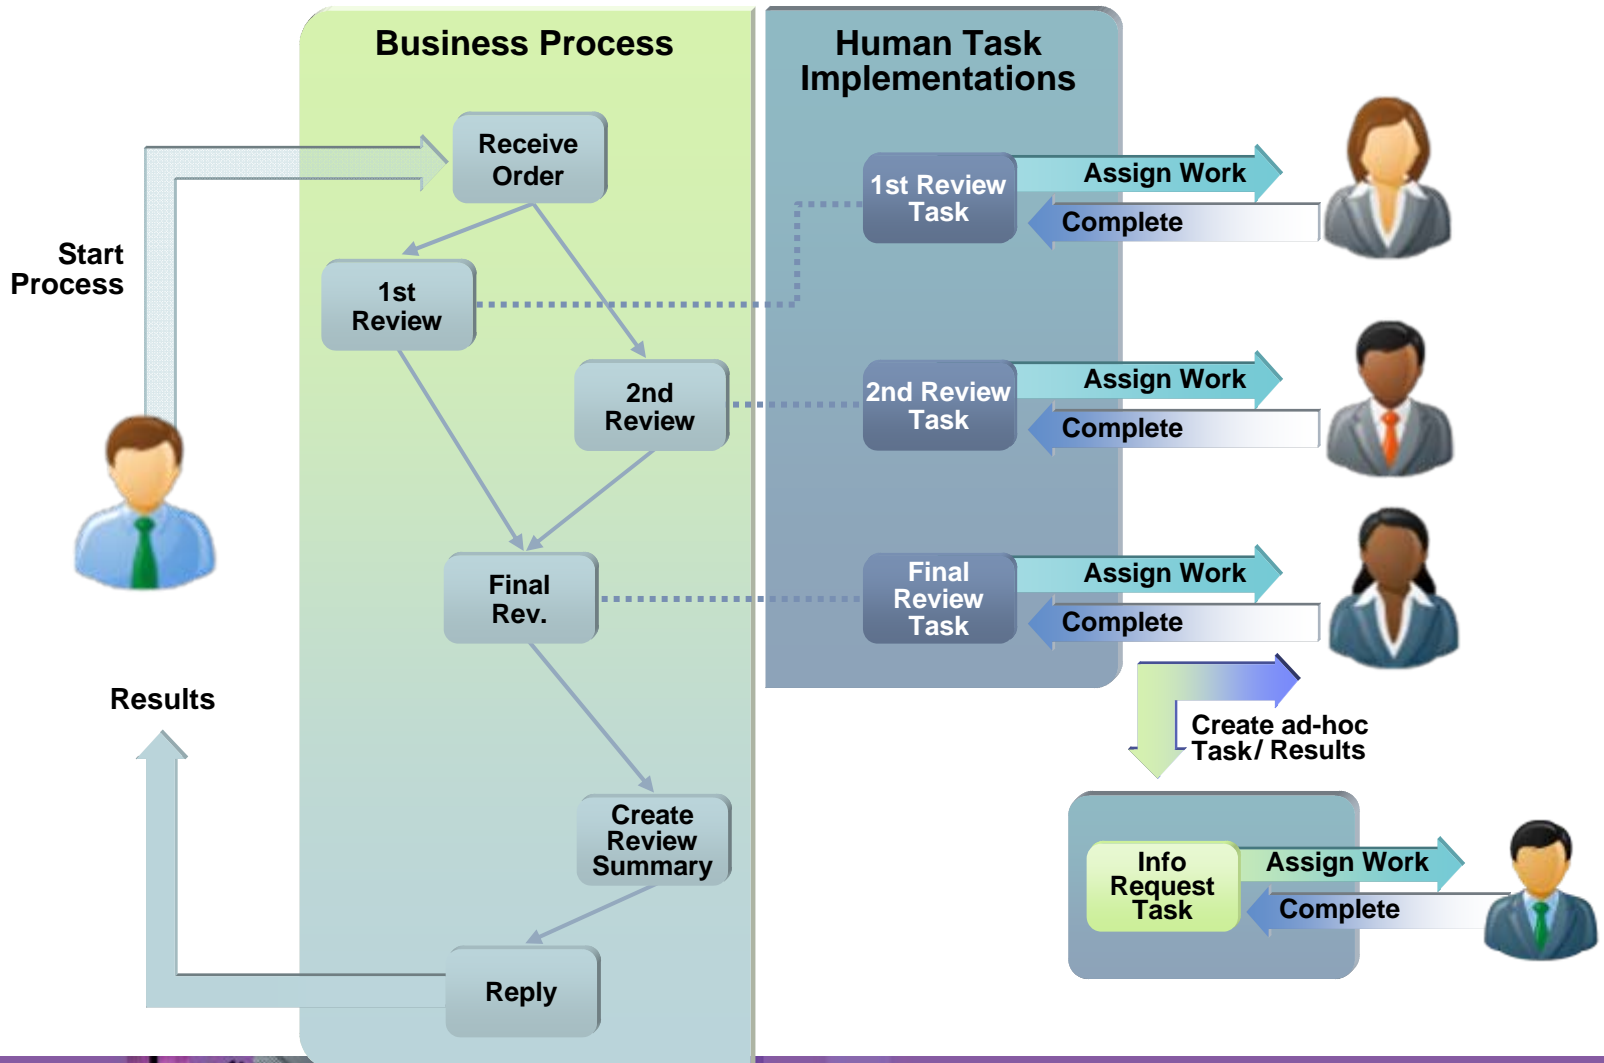 Business Process
Human Task
Implementations
Receive
Order
1st Review
Task
Assign Work
Complete
Start
Process
1st
Review
2nd
Review
2nd Review
Task
Assign Work
Complete
Final
Rev.
Final
Review
Task
Assign Work
Complete
Results
Create ad-hoc
Task/ Results
Create
Review
Summary
Info
Request
Task
Assign Work
Complete
Reply